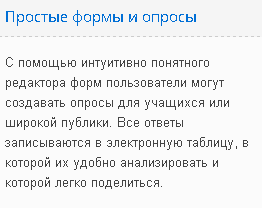 Простые формы и опросы
С помощью интуитивно понятного
редактора форм пользователи могут
создавать опросы для учащихся или
широкой публики. Все ответы
записываются в электронную таблицу, в
которой их удобно анализировать и
которой легко поделиться.